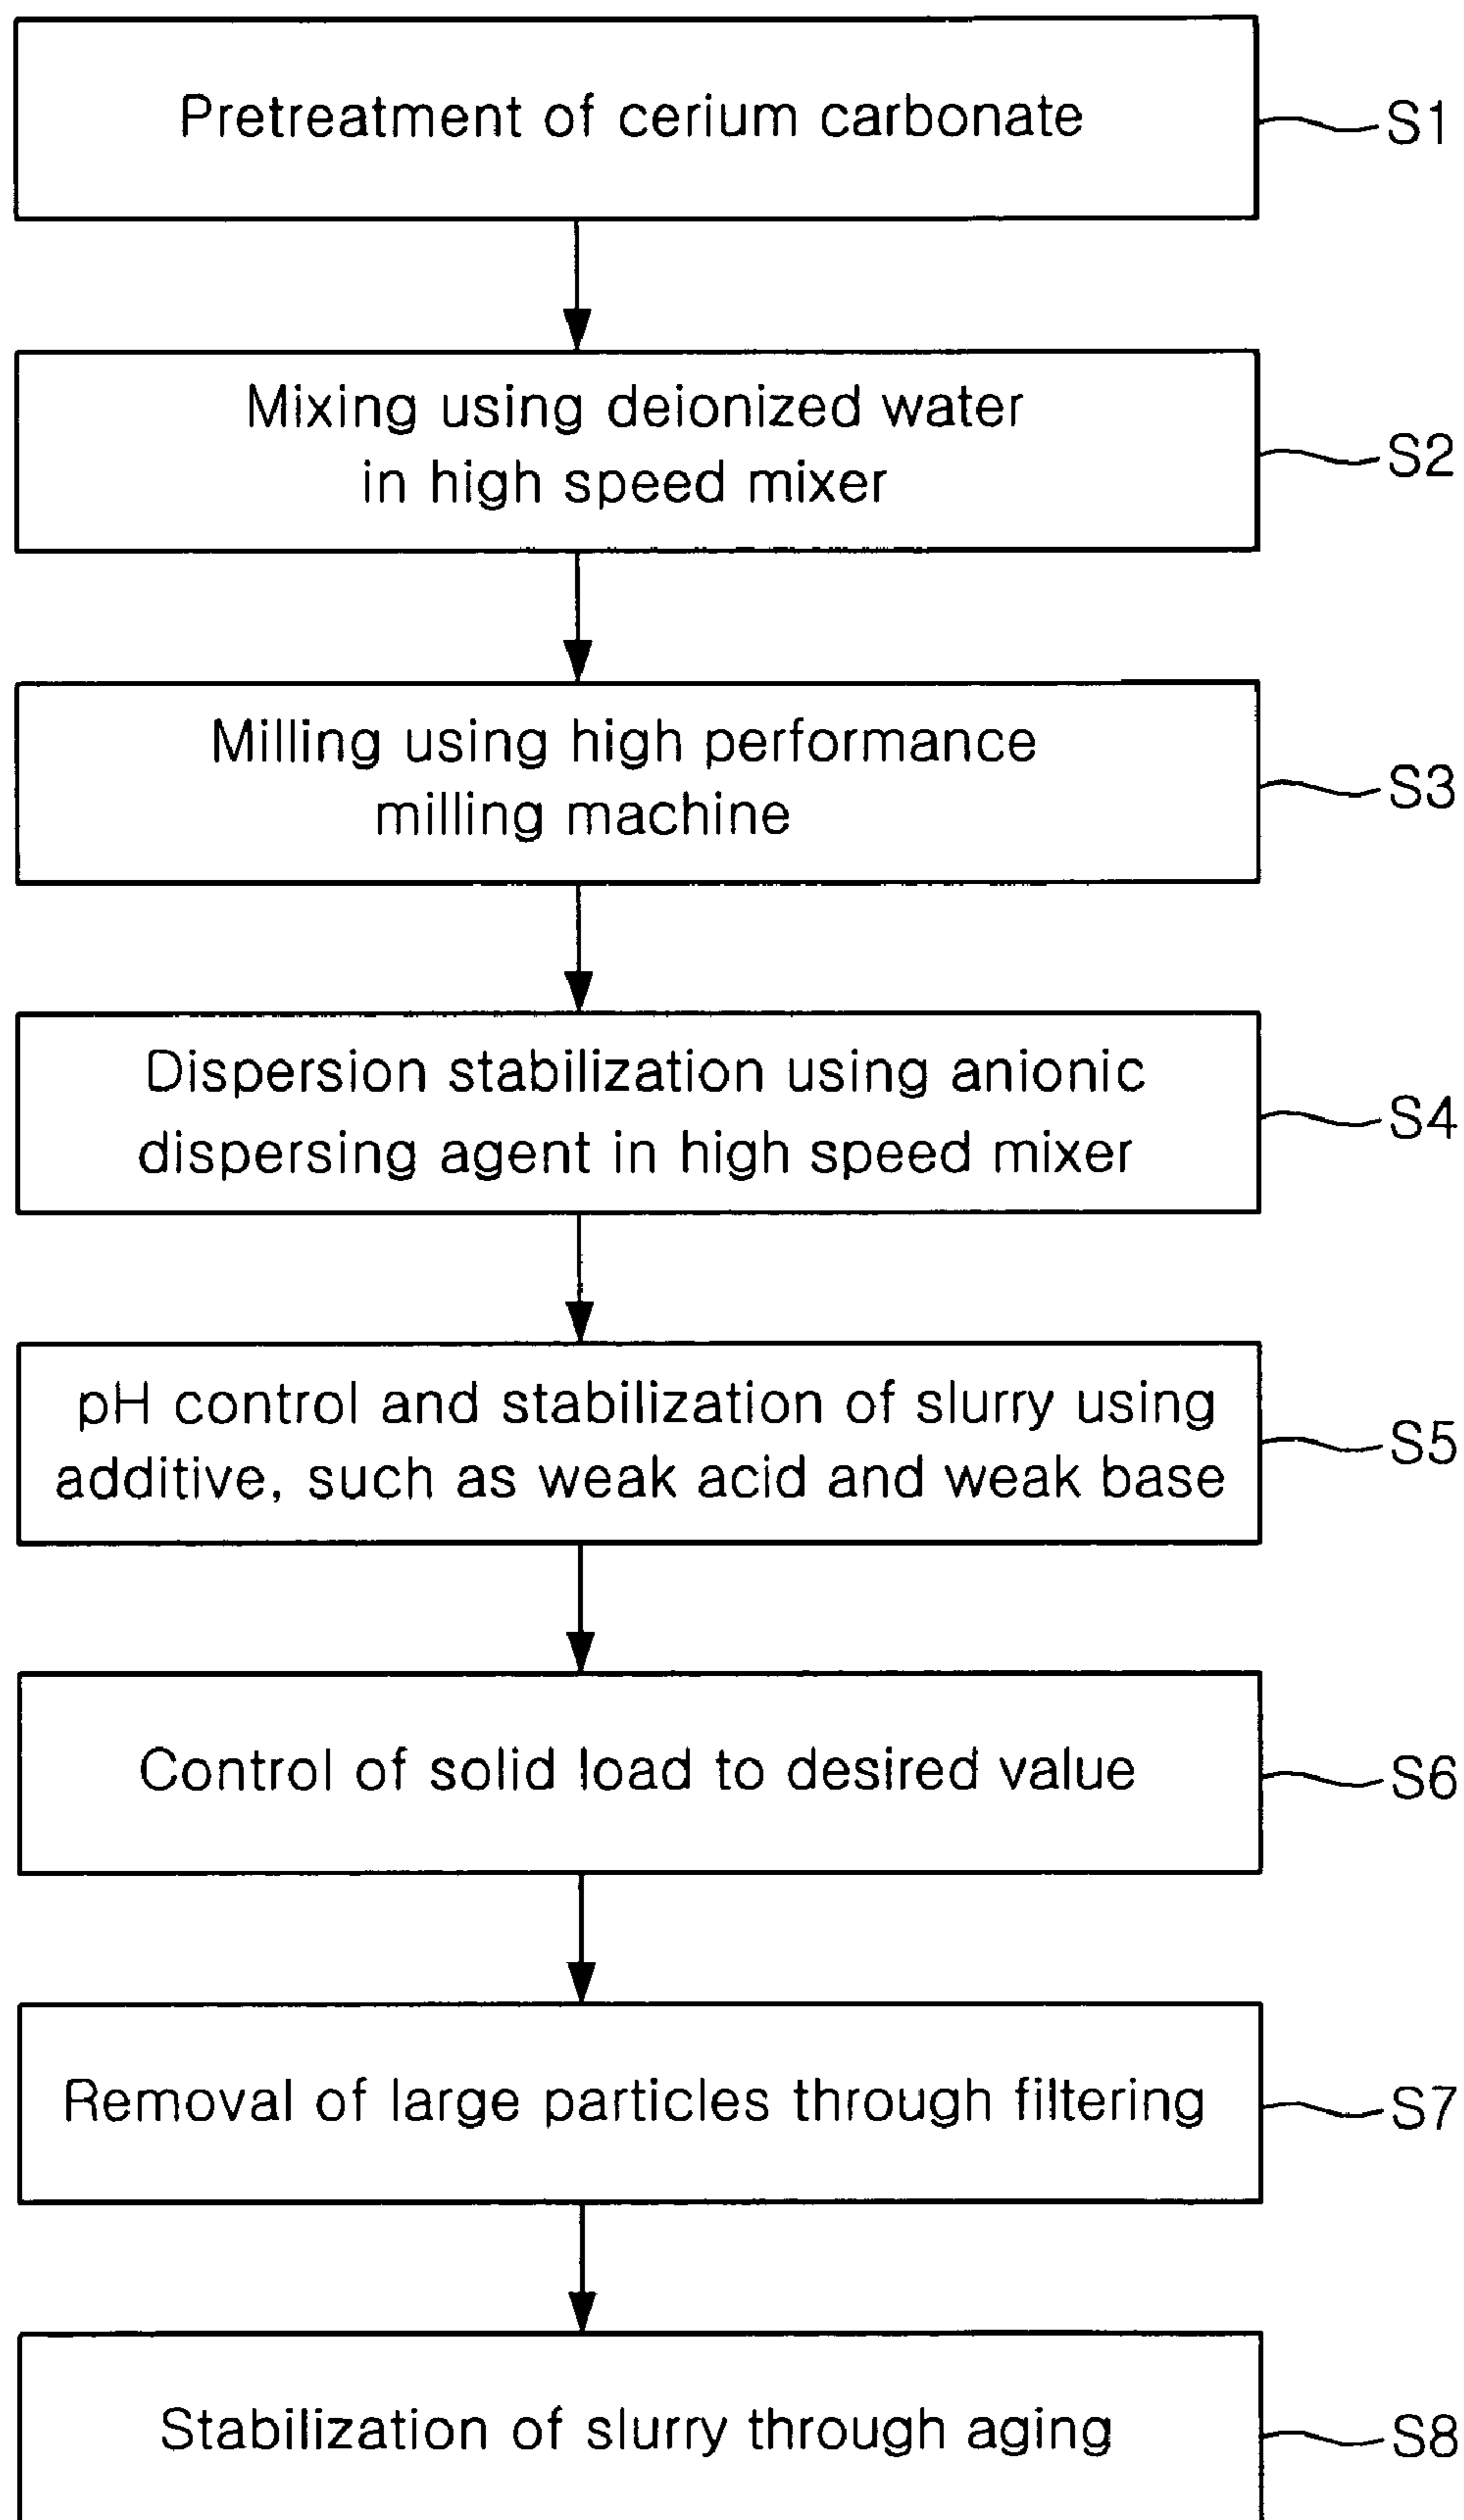 Pretreatment of cerium carbonate
S1
Mixing using deionized water
in high speed mixer
S2
Milling using high performance
milling machine
S3
Dispersion stabilization using anionic
dispersing agent in high speed mixer
S4
pH control and stabilization of slurry using
additive, such as weak acid and weak base
S5
Control of solid load to desired value
S6
Removal of large particles through filtering
S7
Stabilization of slurry through aging
S8